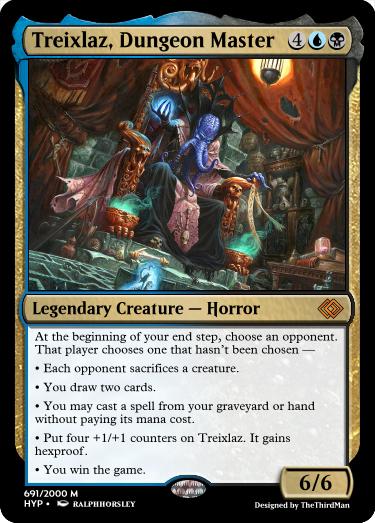 Treixlaz, Dungeon Master 4
Legendary Creature — Horror
At the beginning of your end step, choose an opponent.
That player chooses one that hasn't been chosen —
• Each opponent sacrifices a creature.
• You draw two cards.
• You may cast a spell from your graveyard or hand
without paying its mana cost.
• Put four +1/+1 counters on Treixlaz. It gains
hexproof.
• You win the game.
6/6
691/2000 M
HYP • RALPHHORSLEY
Designed by TheThirdMan